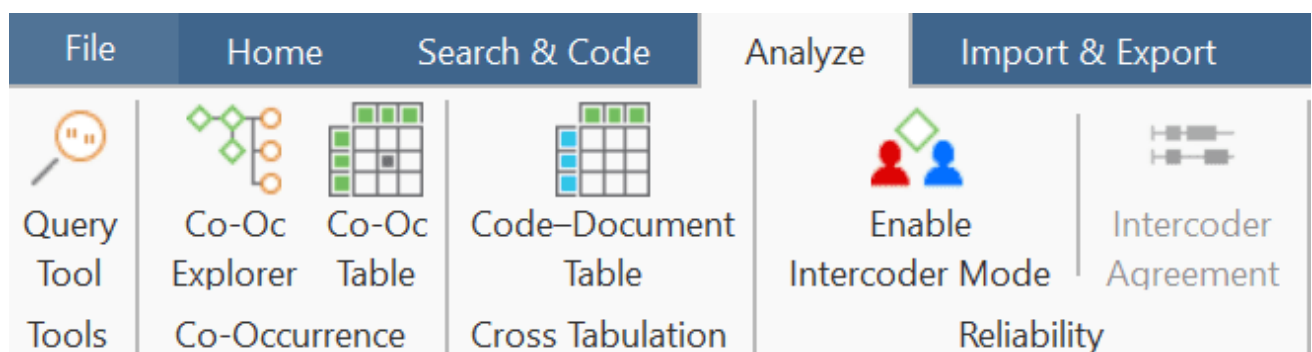 File Home Search & Code Analyze Import & Export
Query Co-Oc Co-Oc Code–Document Enable Intercoder
Tool Explorer Table Table Intercoder Mode Agreement
Tools Co-Occurrence Cross Tabulation Reliability